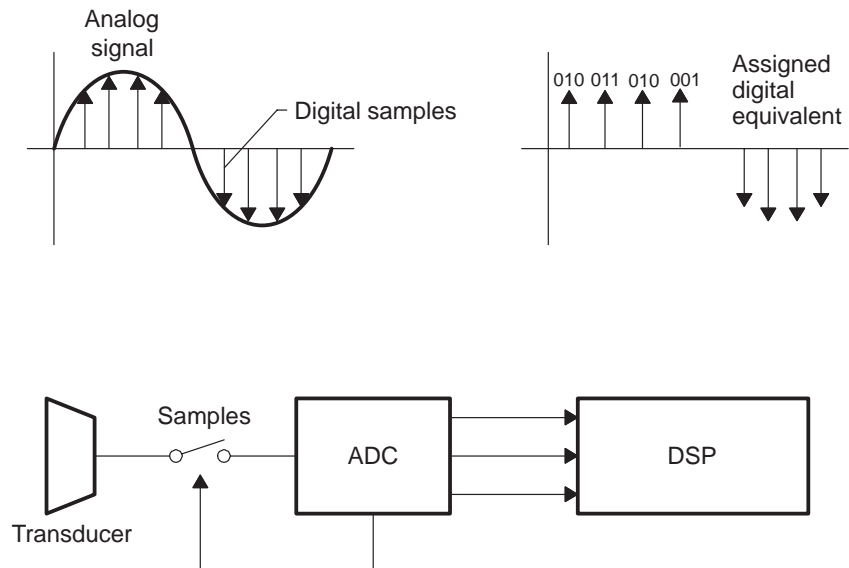 Analog
signal
Digital samples
010 011 010 001
Assigned
digital
equivalent
Samples
ADC
DSP
Transducer